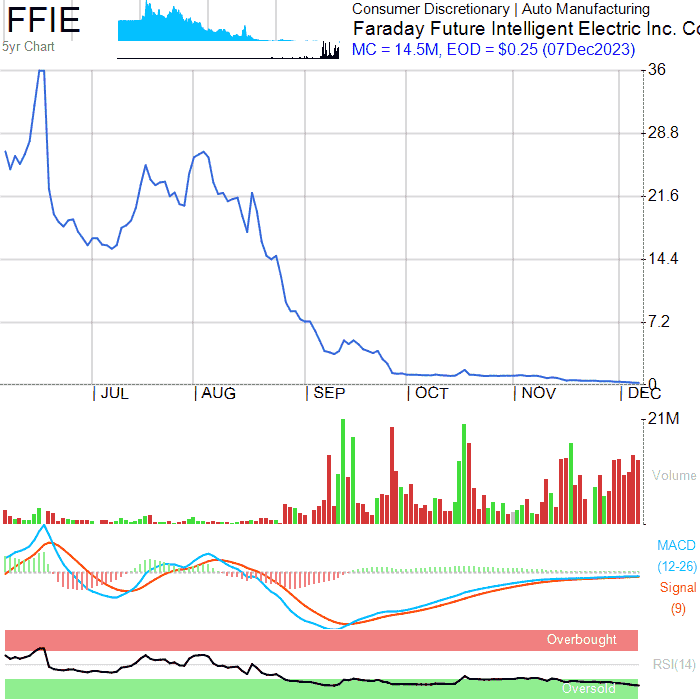 FFIE
5yr Chart
Consumer Discretionary | Auto Manufacturing
Faraday Future Intelligent Electric Inc. Co
MC = 14.5M, EOD = $0.25 (07Dec2023)
36
28.8
21.6
14.4
7.2
0
JUL AUG SEP OCT NOV DEC
21M
Volume
MACD
(12-26)
Signal
(9)
Overbought
RSI(14)
Oversold